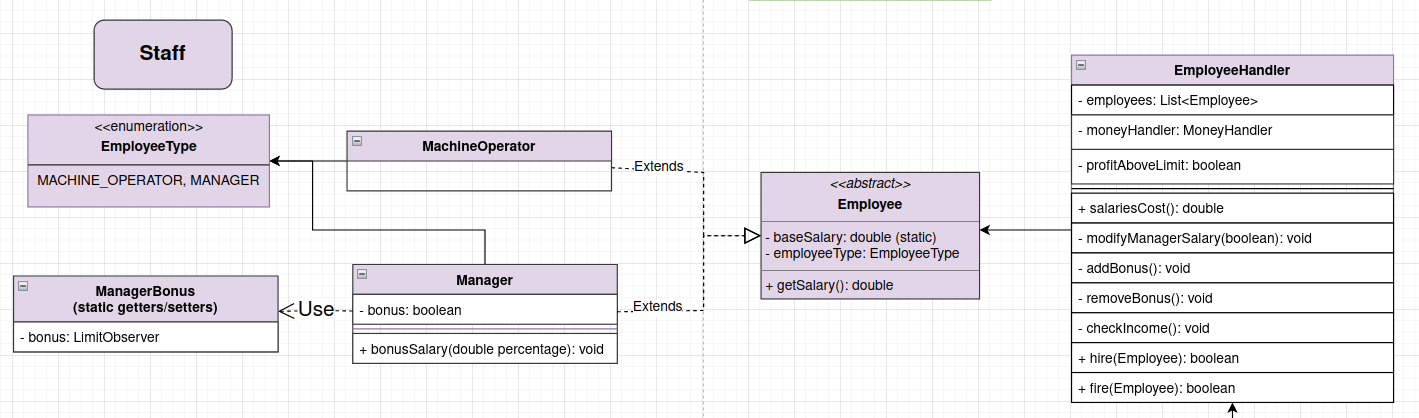 Staff
<<enumeration>>
EmployeeType
MACHINE_OPERATOR, MANAGER
MachineOperator
Extends
ManagerBonus
(static getters/setters)
- bonus: LimitObserver
Use
Manager
- bonus: boolean
+ bonusSalary(double percentage): void
Extends
<<abstract>>
Employee
- baseSalary: double (static)
- employeeType: EmployeeType
+ getSalary(): double
EmployeeHandler
- employees: List<Employee>
- moneyHandler: MoneyHandler
- profitAboveLimit: boolean
+ salariesCost(): double
- modifyManagerSalary(boolean): void
- addBonus(): void
- removeBonus(): void
- checkIncome(): void
+ hire(Employee): boolean
+ fire(Employee): boolean